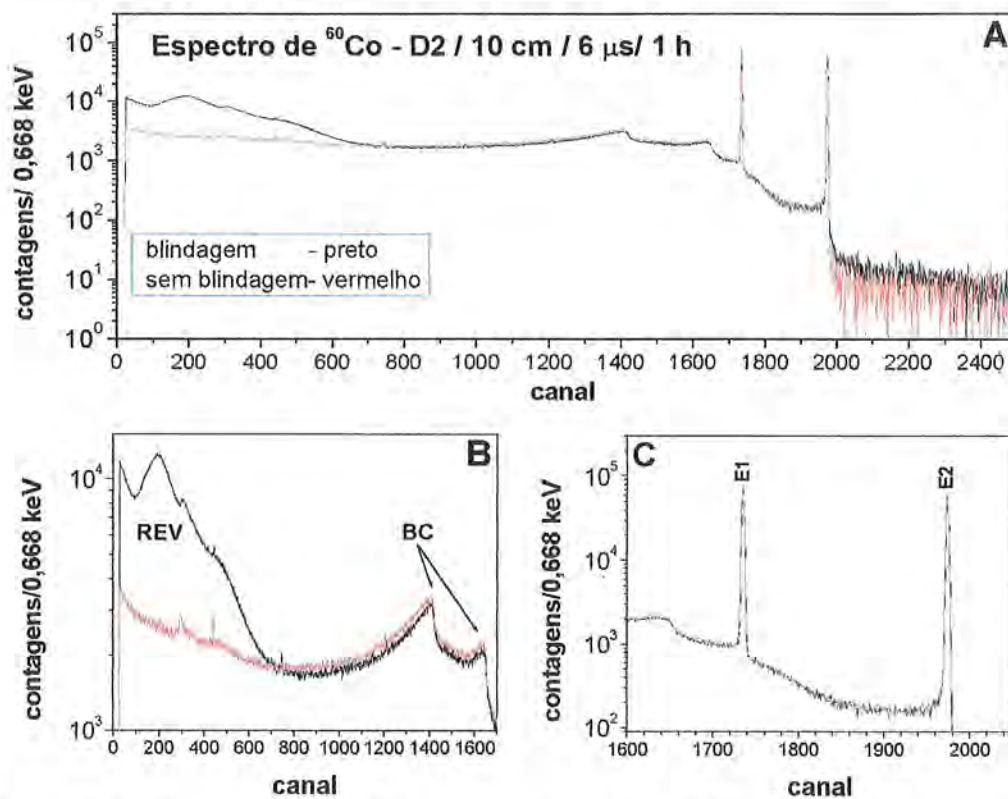 Espectro de ⁶⁰Co - D2 / 10 cm / 6 μs/ 1 h
A
contagens/ 0,668 keV
10⁵
10⁴
10³
10²
10¹
10⁰
blindagem - preto
sem blindagem- vermelho
0 200 400 600 800 1000 1200 1400 1600 1800 2000 2200 2400
canal
B
contagens/0,668 keV
10⁴
10³
REV
BC
0 200 400 600 800 1000 1200 1400 1600
canal
C
contagens/0,668 keV
10⁵
10⁴
10³
10²
E1
E2
1600 1700 1800 1900 2000
canal